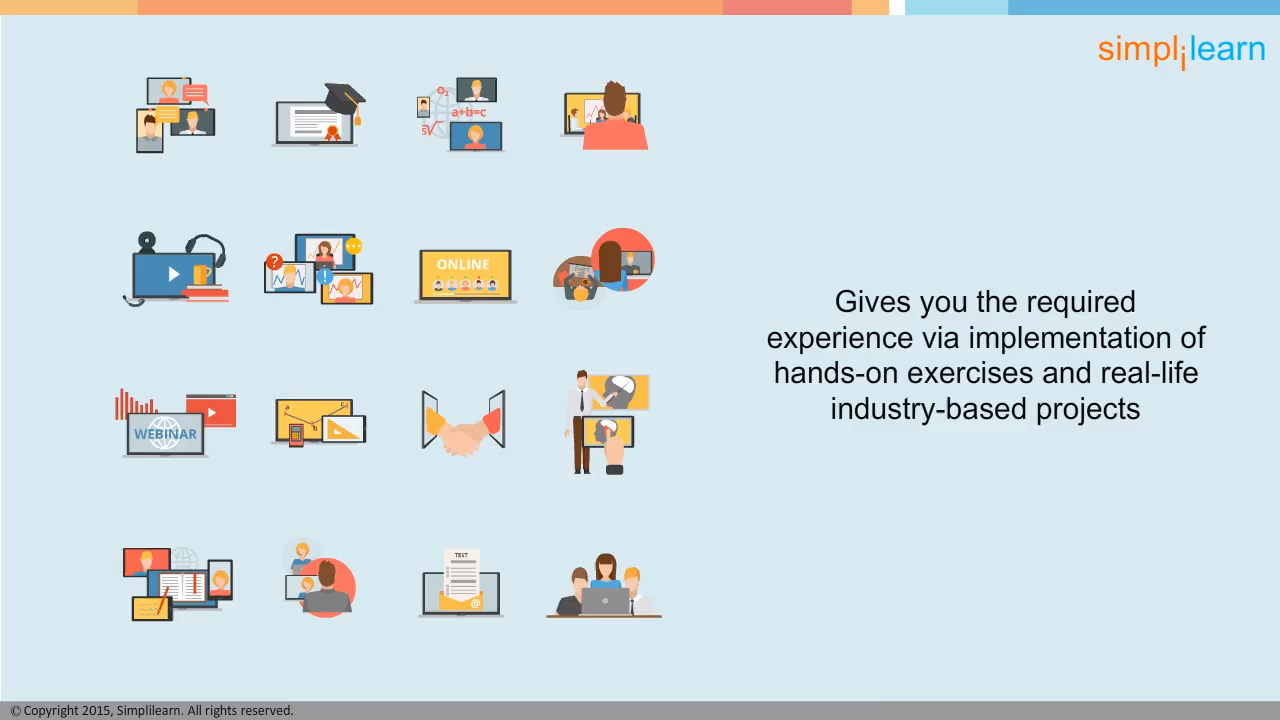 simplilearn
O₂
a+b=c
5√
?
!
ONLINE
Gives you the required
experience via implementation of
hands-on exercises and real-life
industry-based projects
WEBINAR
a
c
b
TEST
@
© Copyright 2015, Simplilearn. All rights reserved.